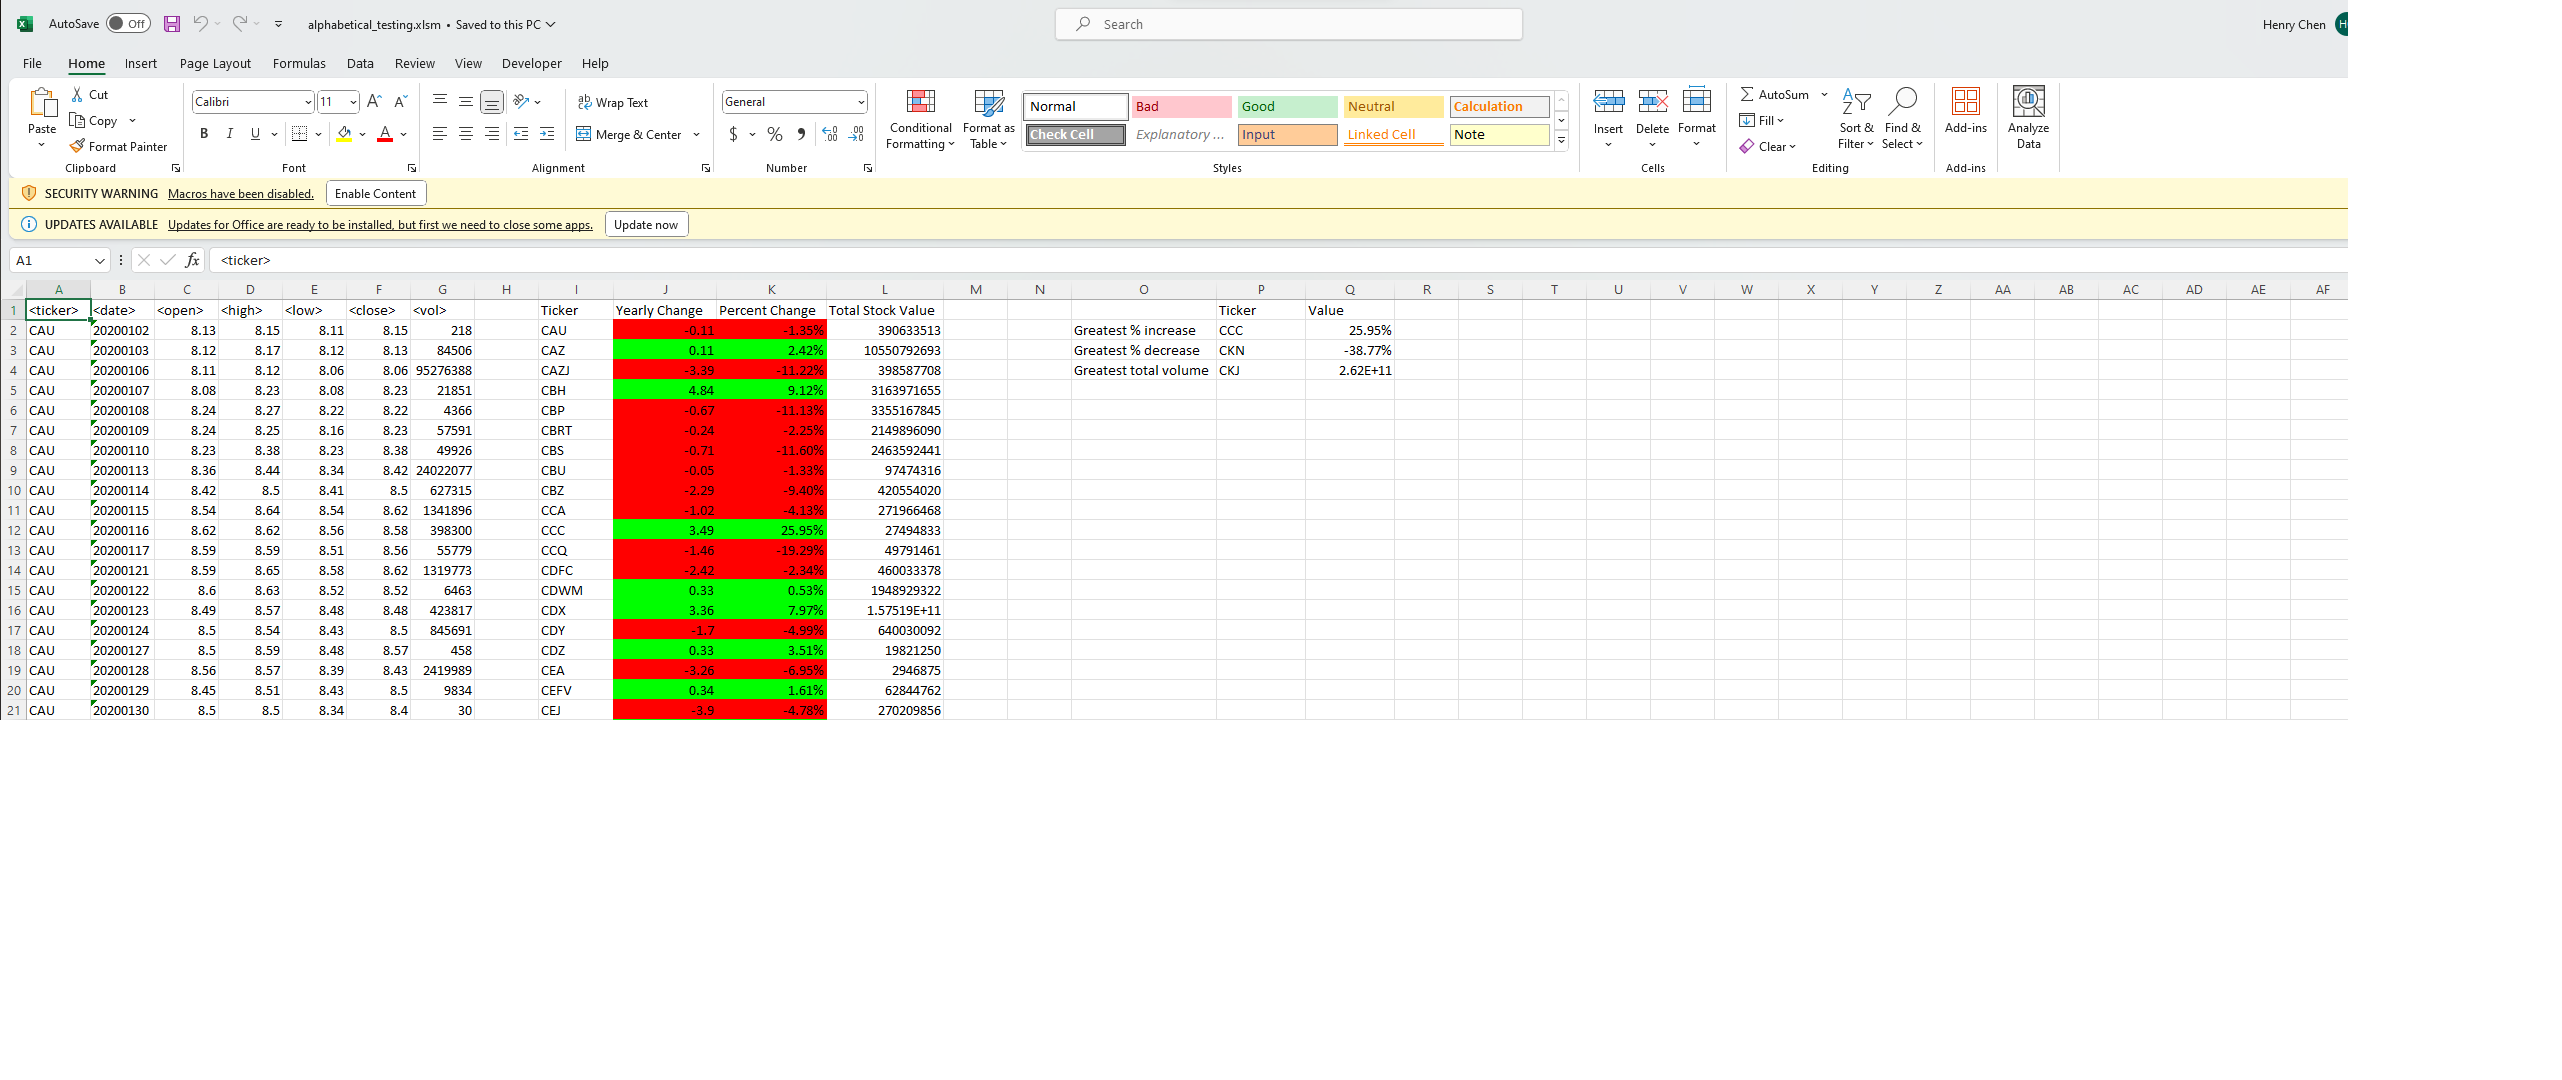 AutoSave Off alphabetical_testing.xlsm • Saved to this PC Search Henry Chen H
File Home Insert Page Layout Formulas Data Review View Developer Help
Paste Cut Copy Format Painter Clipboard
Calibri 11 A A B I U A Font
ab Wrap Text Merge & Center Alignment
General $ % Number
Conditional Formatting Format as Table
Normal Bad Good Neutral Calculation
Check Cell Explanatory ... Input Linked Cell Note
Styles
Insert Delete Format Cells
AutoSum Fill Clear Sort & Filter Find & Select Editing
Add-ins Add-ins
Analyze Data
SECURITY WARNING Macros have been disabled. Enable Content
UPDATES AVAILABLE Updates for Office are ready to be installed, but first we need to close some apps. Update now
A1 fx <ticker>
A B C D E F G H I J K L M N O P Q R S T U V W X Y Z AA AB AC AD AE AF
1 <ticker> <date> <open> <high> <low> <close> <vol> Ticker Yearly Change Percent Change Total Stock Value Ticker Value
2 CAU 20200102 8.13 8.15 8.11 8.15 218 CAU -0.11 -1.35% 390633513 Greatest % increase CCC 25.95%
3 CAU 20200103 8.12 8.17 8.12 8.13 84506 CAZ 0.11 2.42% 10550792693 Greatest % decrease CKN -38.77%
4 CAU 20200106 8.11 8.12 8.06 8.06 95276388 CAZJ -3.39 -11.22% 398587708 Greatest total volume CKJ 2.62E+11
5 CAU 20200107 8.08 8.23 8.08 8.23 21851 CBH 4.84 9.12% 3163971655
6 CAU 20200108 8.24 8.27 8.22 8.22 4366 CBP -0.67 -11.13% 3355167845
7 CAU 20200109 8.24 8.25 8.16 8.23 57591 CBRT -0.24 -2.25% 2149896090
8 CAU 20200110 8.23 8.38 8.23 8.38 49926 CBS -0.71 -11.60% 2463592441
9 CAU 20200113 8.36 8.44 8.34 8.42 24022077 CBU -0.05 -1.33% 97474316
10 CAU 20200114 8.42 8.5 8.41 8.5 627315 CBZ -2.29 -9.40% 420554020
11 CAU 20200115 8.54 8.64 8.54 8.62 1341896 CCA -1.02 -4.13% 271966468
12 CAU 20200116 8.62 8.62 8.56 8.58 398300 CCC 3.49 25.95% 27494833
13 CAU 20200117 8.59 8.59 8.51 8.56 55779 CCQ -1.46 -19.29% 49791461
14 CAU 20200121 8.59 8.65 8.58 8.62 1319773 CDFC -2.42 -2.34% 460033378
15 CAU 20200122 8.6 8.63 8.52 8.52 6463 CDWM 0.33 0.53% 1948929322
16 CAU 20200123 8.49 8.57 8.48 8.48 423817 CDX 3.36 7.97% 1.57519E+11
17 CAU 20200124 8.5 8.54 8.43 8.5 845691 CDY -1.7 -4.99% 640030092
18 CAU 20200127 8.5 8.59 8.48 8.57 458 CDZ 0.33 3.51% 19821250
19 CAU 20200128 8.56 8.57 8.39 8.43 2419989 CEA -3.26 -6.95% 2946875
20 CAU 20200129 8.45 8.51 8.43 8.5 9834 CEFV 0.34 1.61% 62844762
21 CAU 20200130 8.5 8.5 8.34 8.4 30 CEJ -3.9 -4.78% 270209856